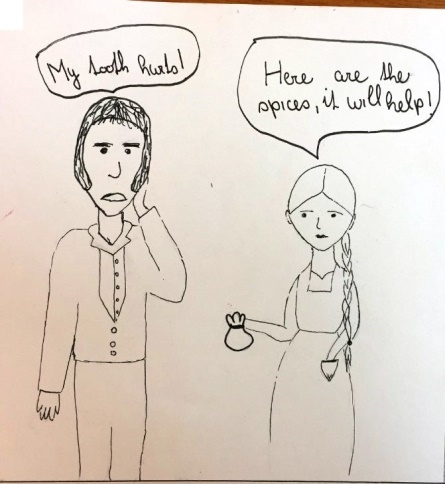 My tooth hurts!
Here are the
spices, it will help!